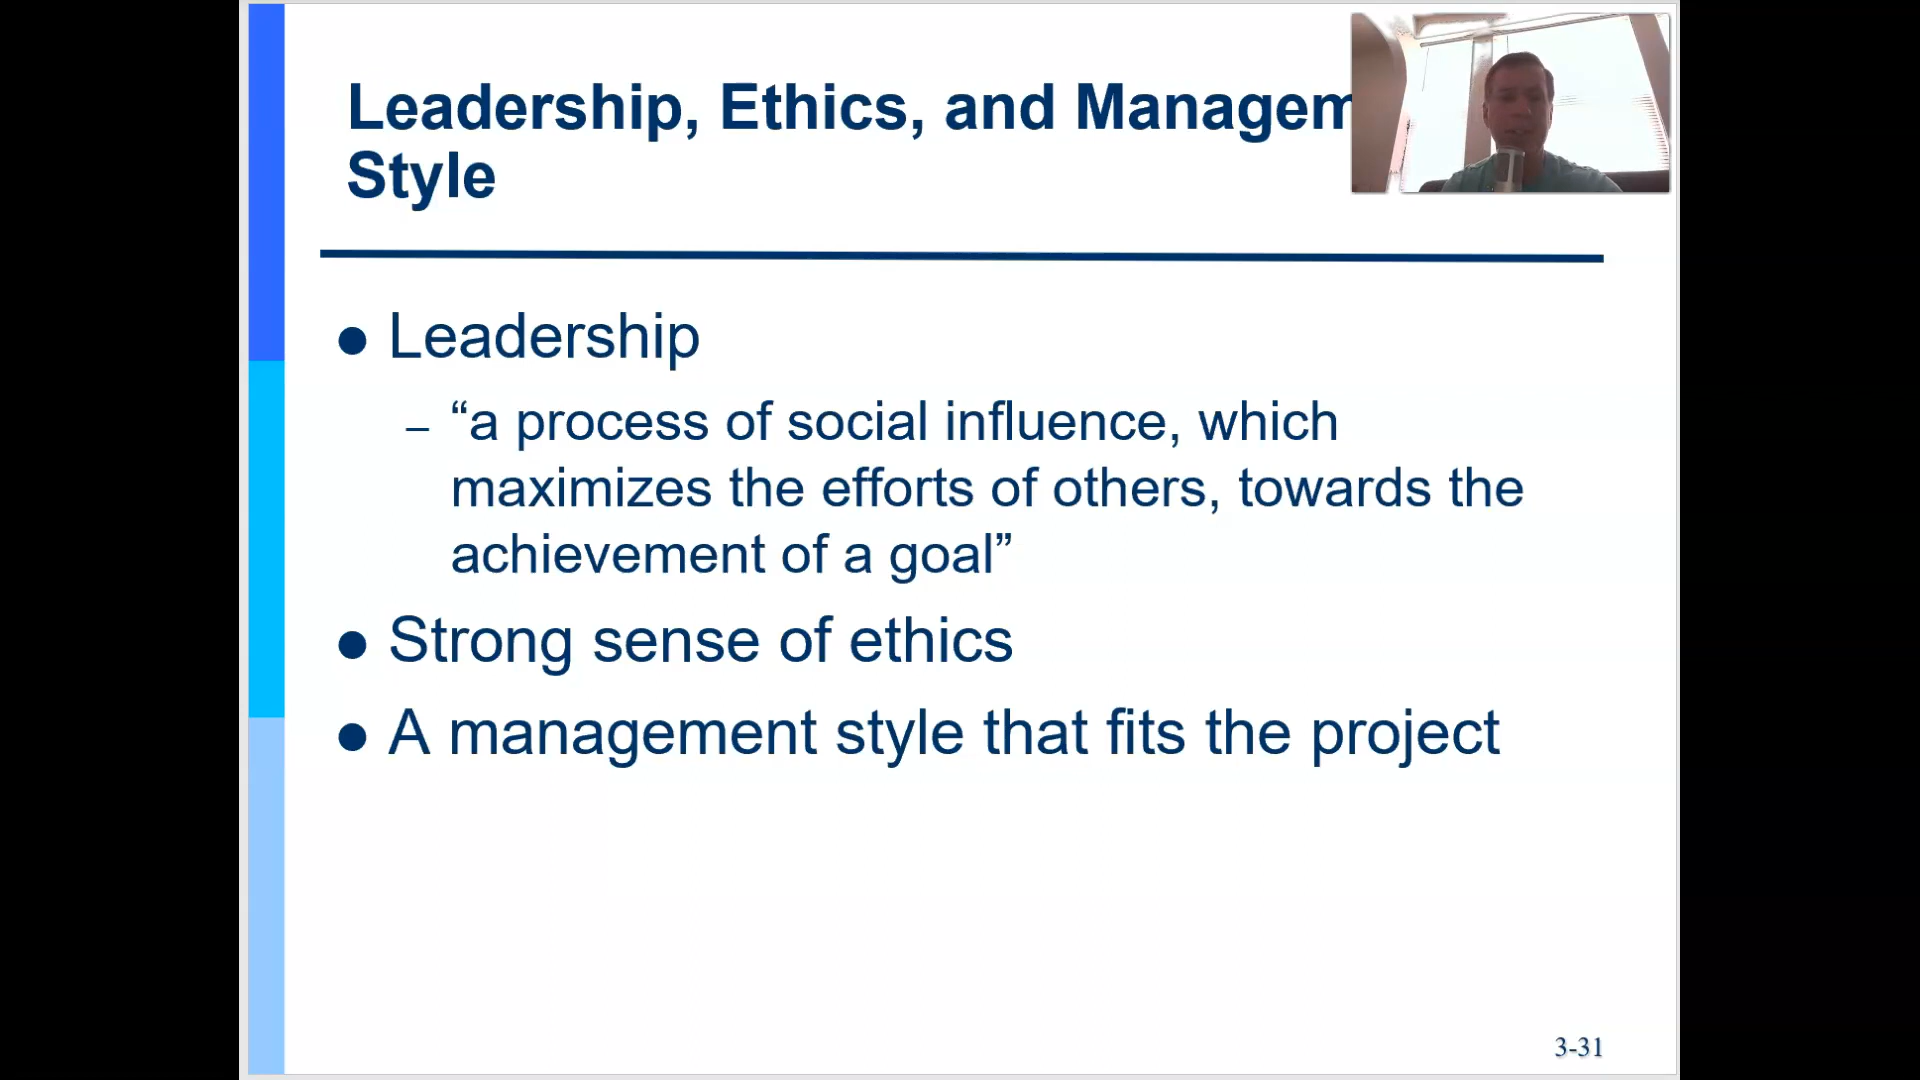 Leadership, Ethics, and Managem
Style
● Leadership
– “a process of social influence, which
maximizes the efforts of others, towards the
achievement of a goal”
● Strong sense of ethics
● A management style that fits the project
3-31